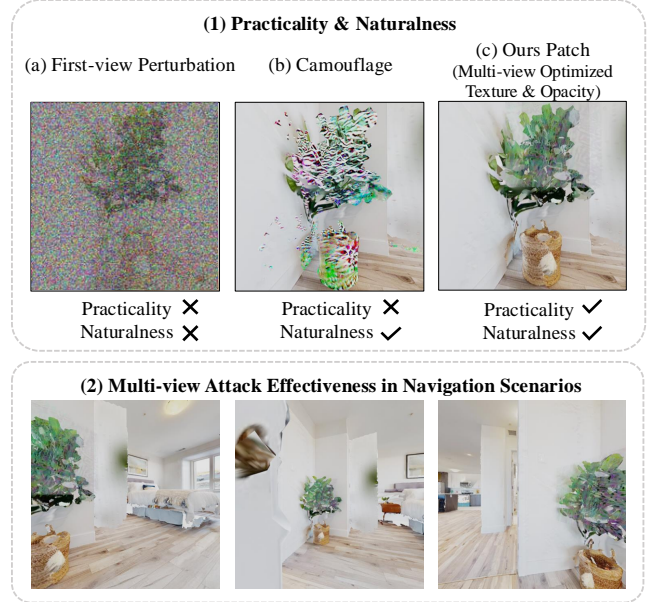 (1) Practicality & Naturalness
(a) First-view Perturbation
(b) Camouflage
(c) Ours Patch
(Multi-view Optimized
Texture & Opacity)
Practicality ✕
Naturalness ✕
Practicality ✕
Naturalness ✓
Practicality ✓
Naturalness ✓
(2) Multi-view Attack Effectiveness in Navigation Scenarios